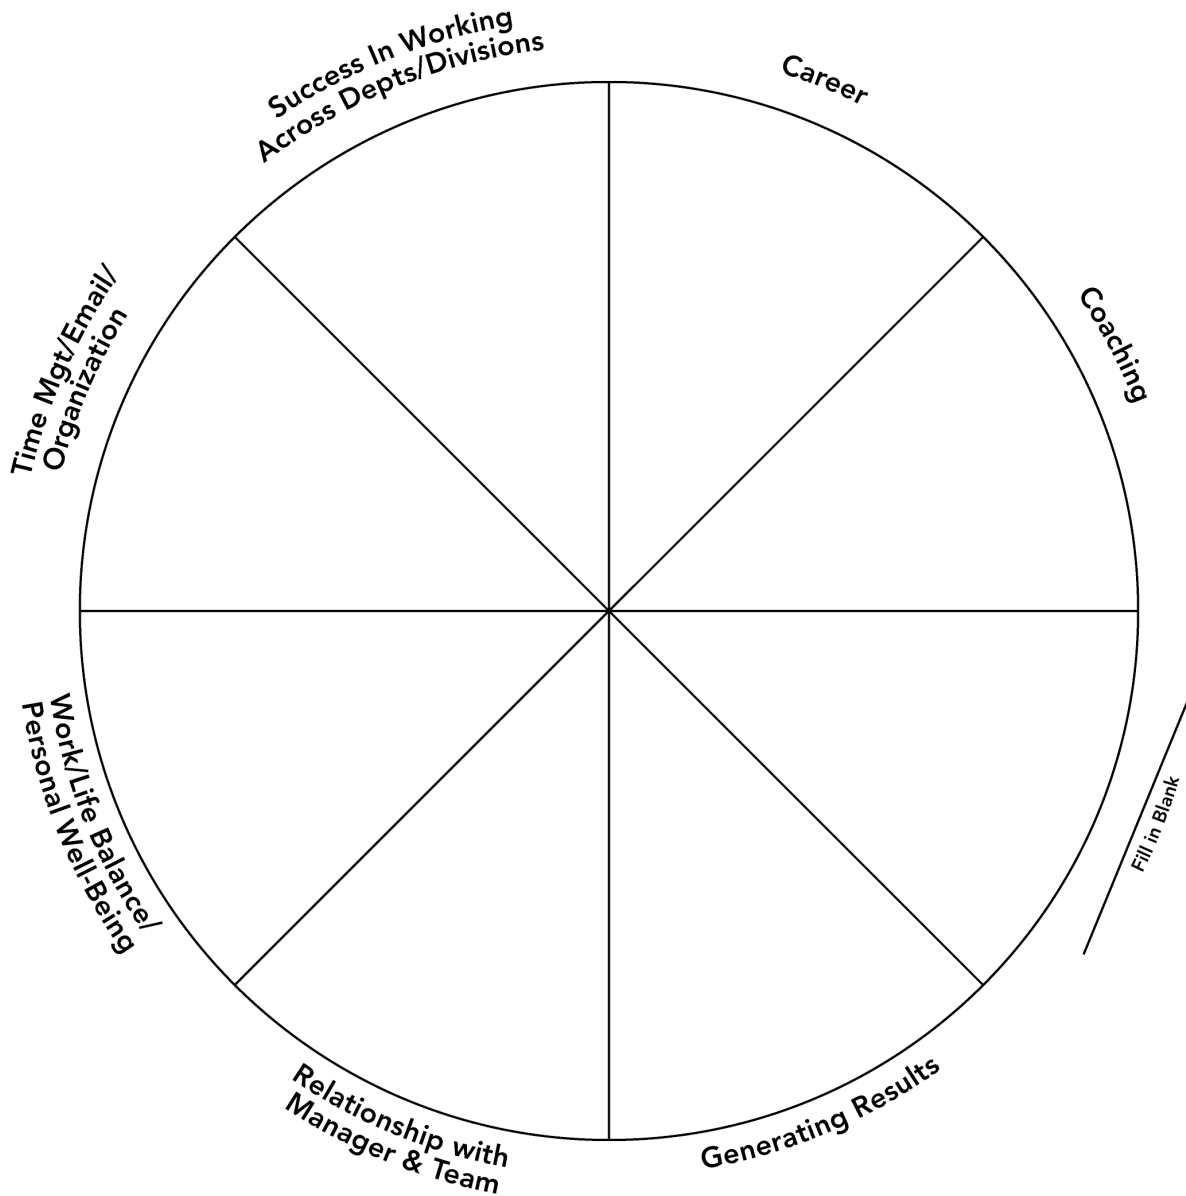 Success In Working
Across Depts/Divisions
Career
Coaching
Fill in Blank
Generating Results
Relationship with
Manager & Team
Work/Life Balance/
Personal Well-Being
Time Mgt/Email/
Organization